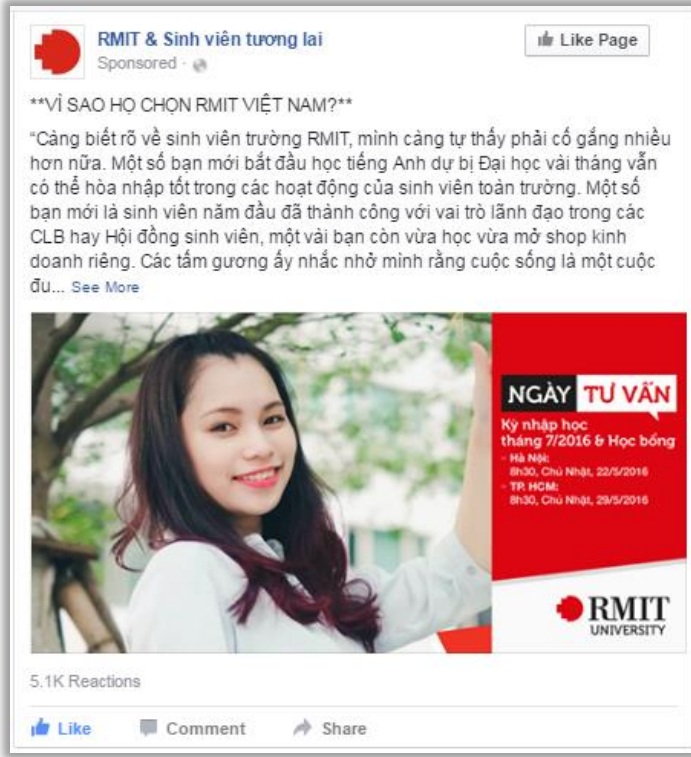 RMIT & Sinh viên tương lai
Sponsored ·
Like Page
**VÌ SAO HỌ CHỌN RMIT VIỆT NAM?**
“Càng biết rõ về sinh viên trường RMIT, mình càng tự thấy phải cố gắng nhiều
hơn nữa. Một số bạn mới bắt đầu học tiếng Anh dự bị Đại học vài tháng vẫn
có thể hòa nhập tốt trong các hoạt động của sinh viên toàn trường. Một số
bạn mới là sinh viên năm đầu đã thành công với vai trò lãnh đạo trong các
CLB hay Hội đồng sinh viên, một vài bạn còn vừa học vừa mở shop kinh
doanh riêng. Các tấm gương ấy nhắc nhở mình rằng cuộc sống là một cuộc
đu... See More
NGÀY TƯ VẤN
Kỳ nhập học
tháng 7/2016 & Học bổng
- Hà Nội:
8h30, Chủ Nhật, 22/5/2016
- TP. HCM:
8h30, Chủ Nhật, 29/5/2016
RMIT
UNIVERSITY
5.1K Reactions
Like Comment Share